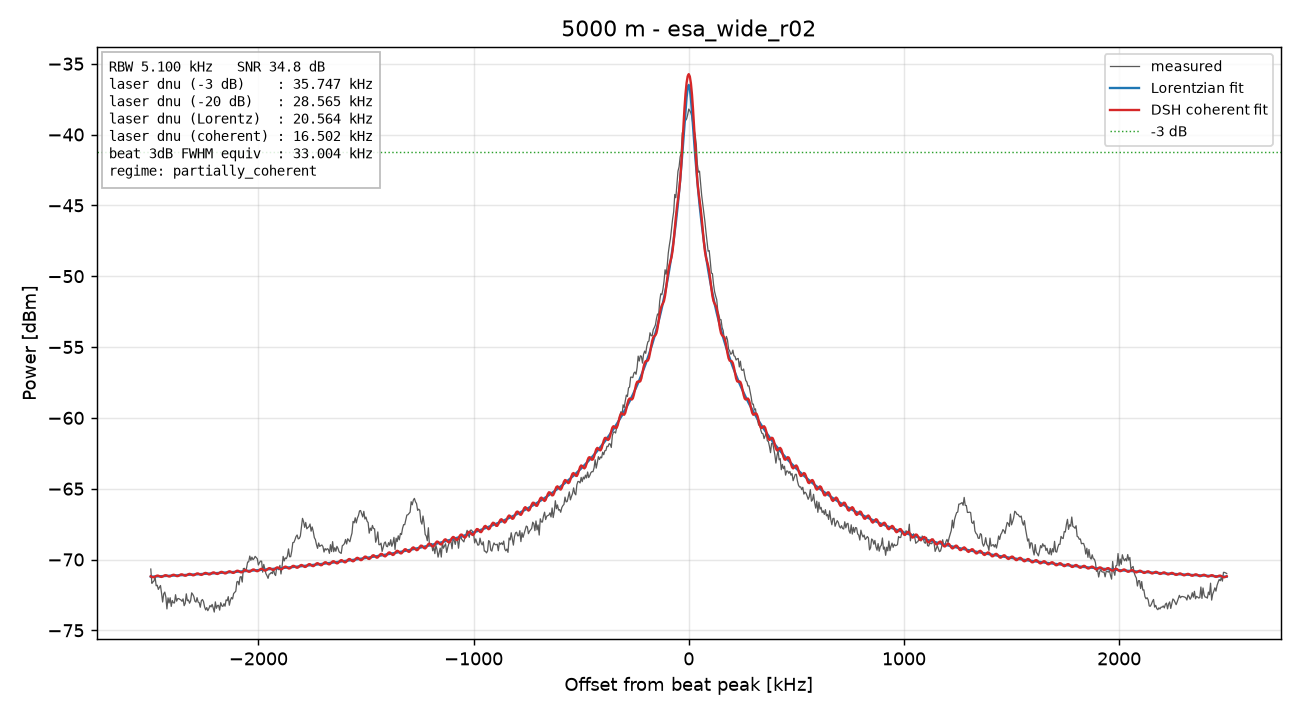 5000 m - esa_wide_r02
RBW 5.100 kHz   SNR 34.8 dB
laser dnu (-3 dB)    : 35.747 kHz
laser dnu (-20 dB)   : 28.565 kHz
laser dnu (Lorentz)  : 20.564 kHz
laser dnu (coherent) : 16.502 kHz
beat 3dB FWHM equiv  : 33.004 kHz
regime: partially_coherent
measured
Lorentzian fit
DSH coherent fit
-3 dB
Power [dBm]
−35
−40
−45
−50
−55
−60
−65
−70
−75
−2000
−1000
0
1000
2000
Offset from beat peak [kHz]